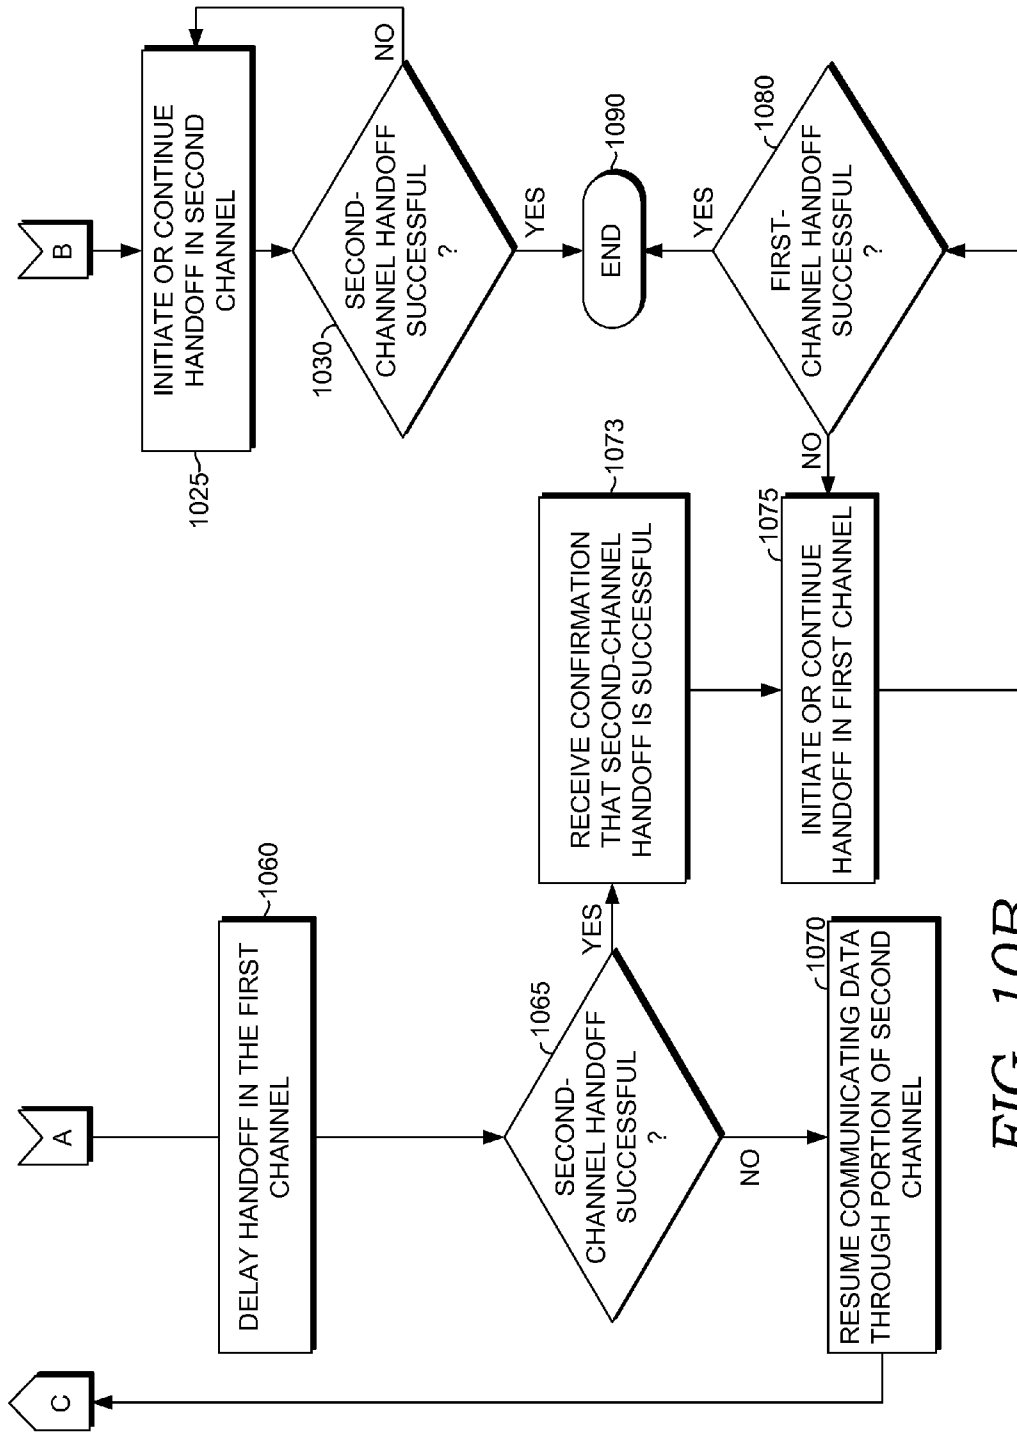 C
A
B
DELAY HANDOFF IN THE FIRST
CHANNEL
1060
INITIATE OR CONTINUE
HANDOFF IN SECOND
CHANNEL
1025
NO
SECOND-
CHANNEL HANDOFF
SUCCESSFUL
?
1030
YES
END
1090
SECOND-
CHANNEL HANDOFF
SUCCESSFUL
?
1065
YES
NO
RECEIVE CONFIRMATION
THAT SECOND-CHANNEL
HANDOFF IS SUCCESSFUL
1073
INITIATE OR CONTINUE
HANDOFF IN FIRST CHANNEL
1075
FIRST-
CHANNEL HANDOFF
SUCCESSFUL
?
1080
YES
NO
RESUME COMMUNICATING DATA
THROUGH PORTION OF SECOND
CHANNEL
1070
FIG. 10B